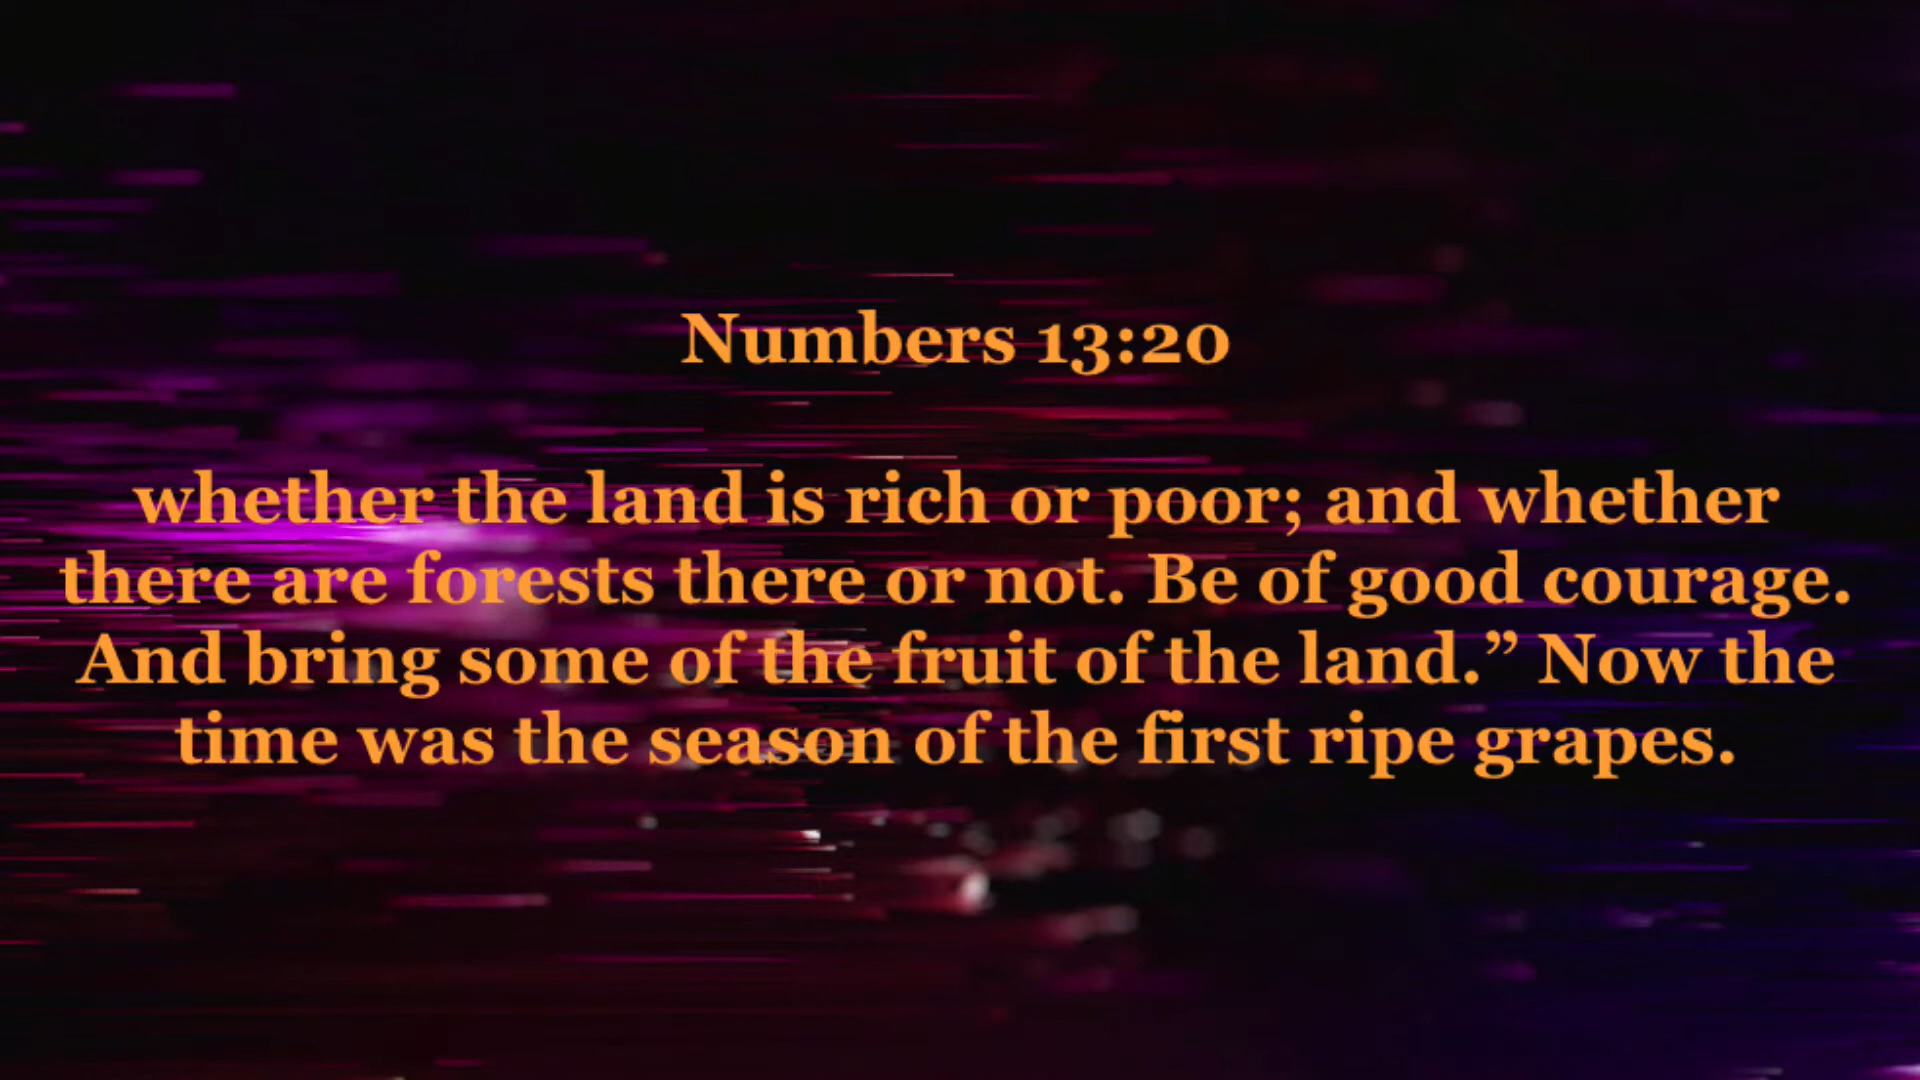 Numbers 13:20
whether the land is rich or poor; and whether
there are forests there or not. Be of good courage.
And bring some of the fruit of the land.” Now the
time was the season of the first ripe grapes.